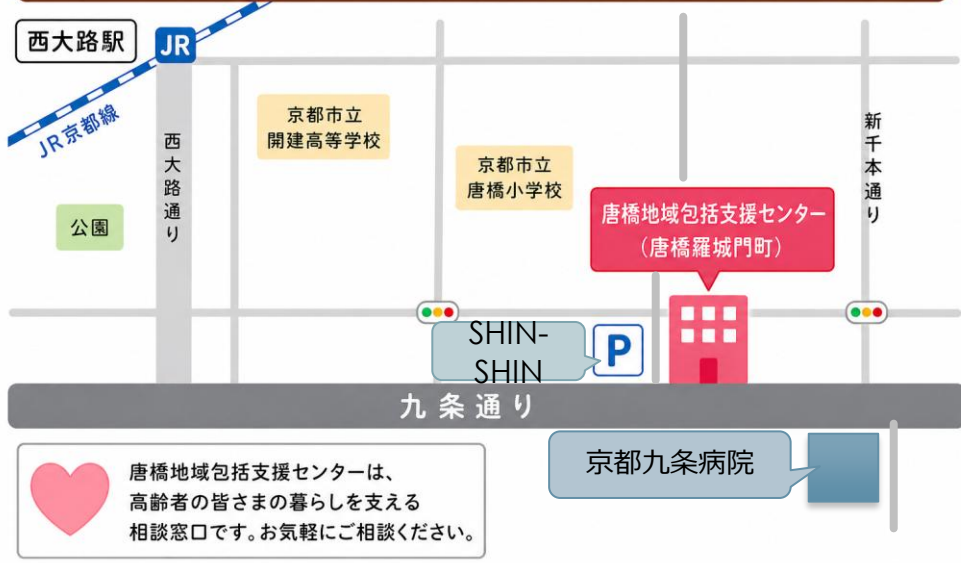 西大路駅
JR
JR京都線
西大路通り
京都市立
開建高等学校
京都市立
唐橋小学校
新千本通り
公園
唐橋地域包括支援センター
(唐橋羅城門町)
SHIN-
SHIN
P
九条通り
京都九条病院
唐橋地域包括支援センターは、
高齢者の皆さまの暮らしを支える
相談窓口です。お気軽にご相談ください。